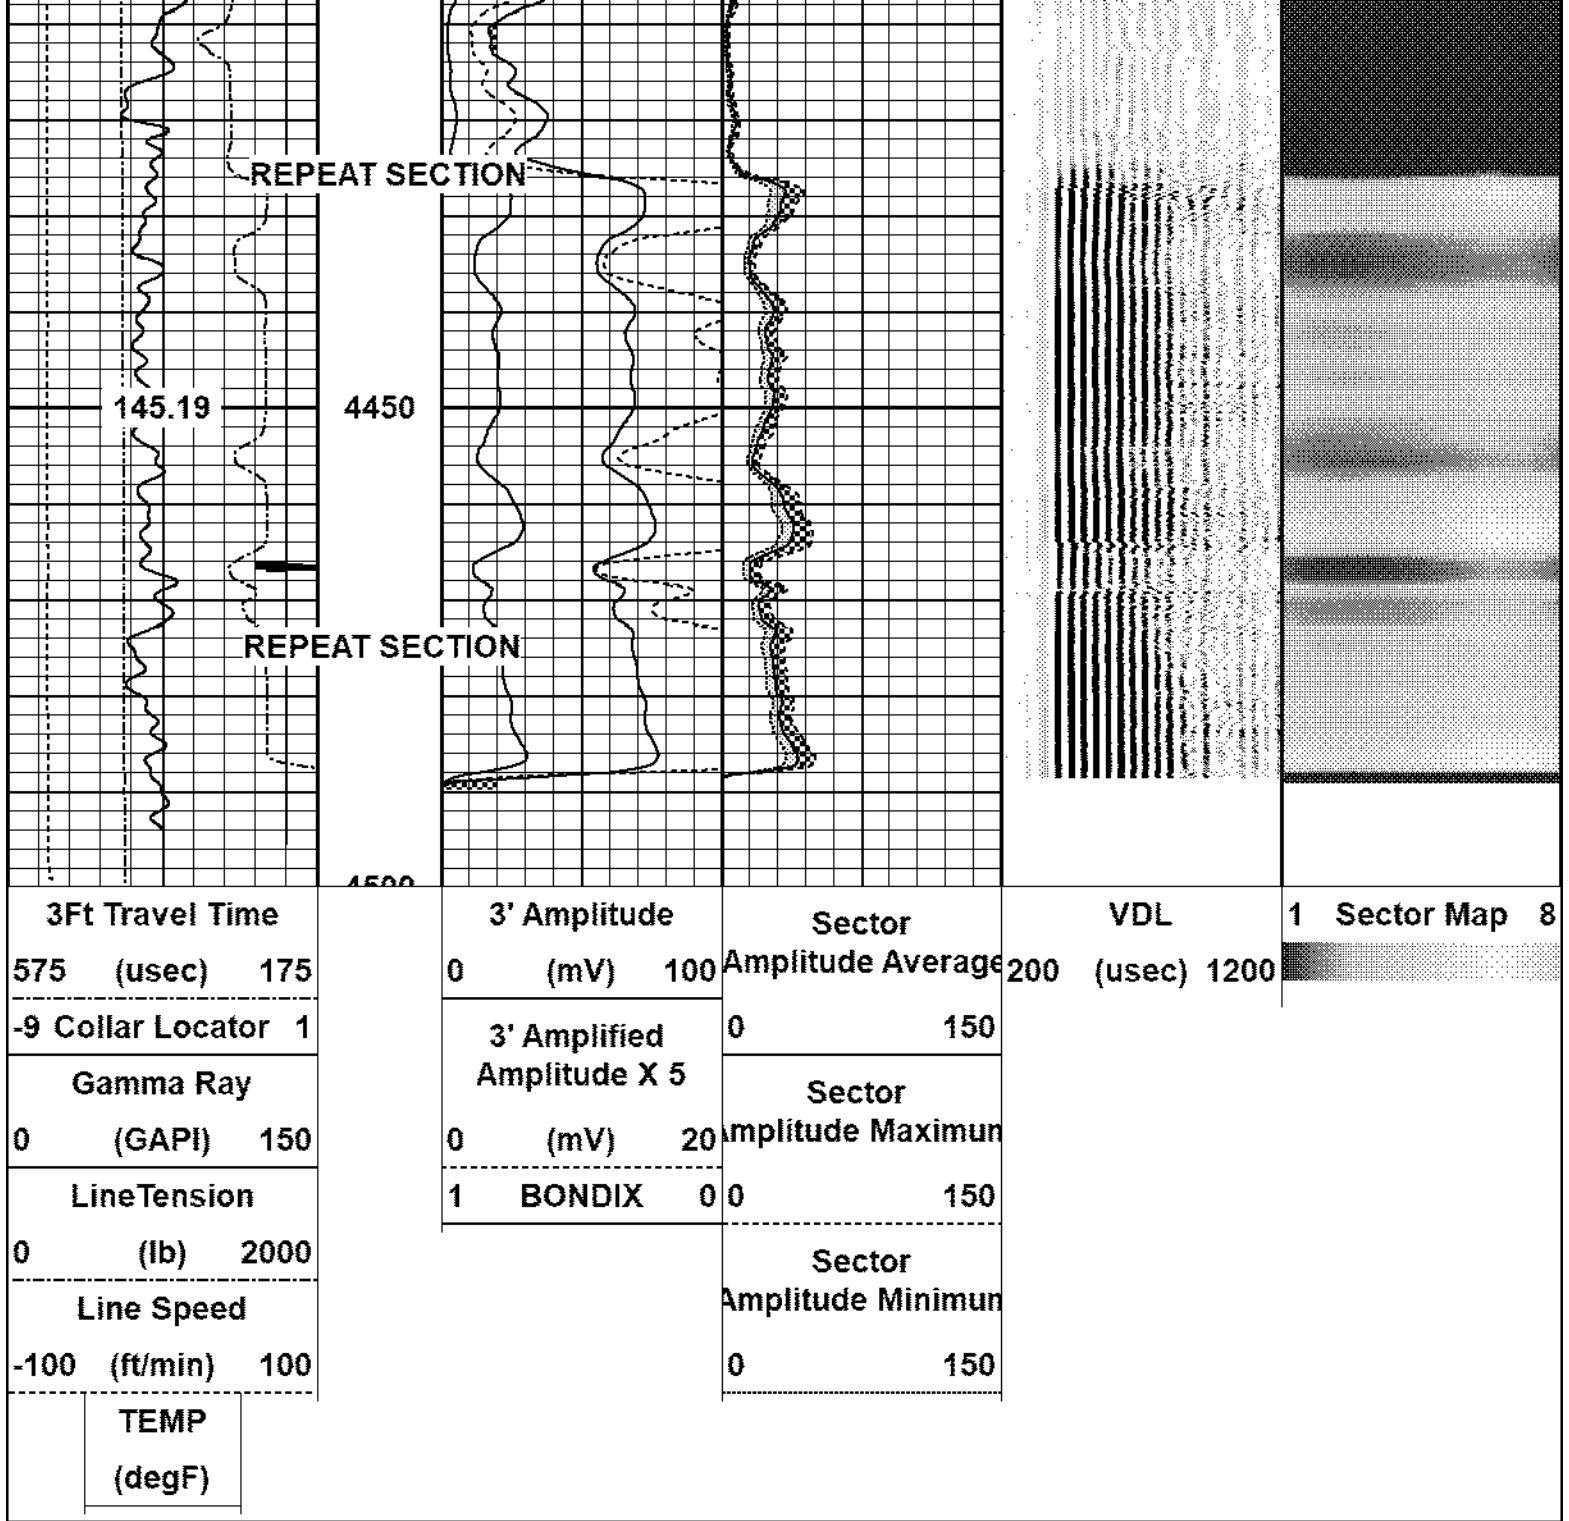 REPEAT SECTION
145.19 4450
REPEAT SECTION
4500
3Ft Travel Time
575 (usec) 175
-9 Collar Locator 1
Gamma Ray
0 (GAPI) 150
LineTension
0 (lb) 2000
Line Speed
-100 (ft/min) 100
TEMP
(degF)
3' Amplitude
0 (mV) 100
3' Amplified
Amplitude X 5
0 (mV) 20
1 BONDIX 0
Sector
Amplitude Average
0 150
Sector
Amplitude Maximum
0 150
Sector
Amplitude Minimum
0 150
VDL
200 (usec) 1200
1 Sector Map 8